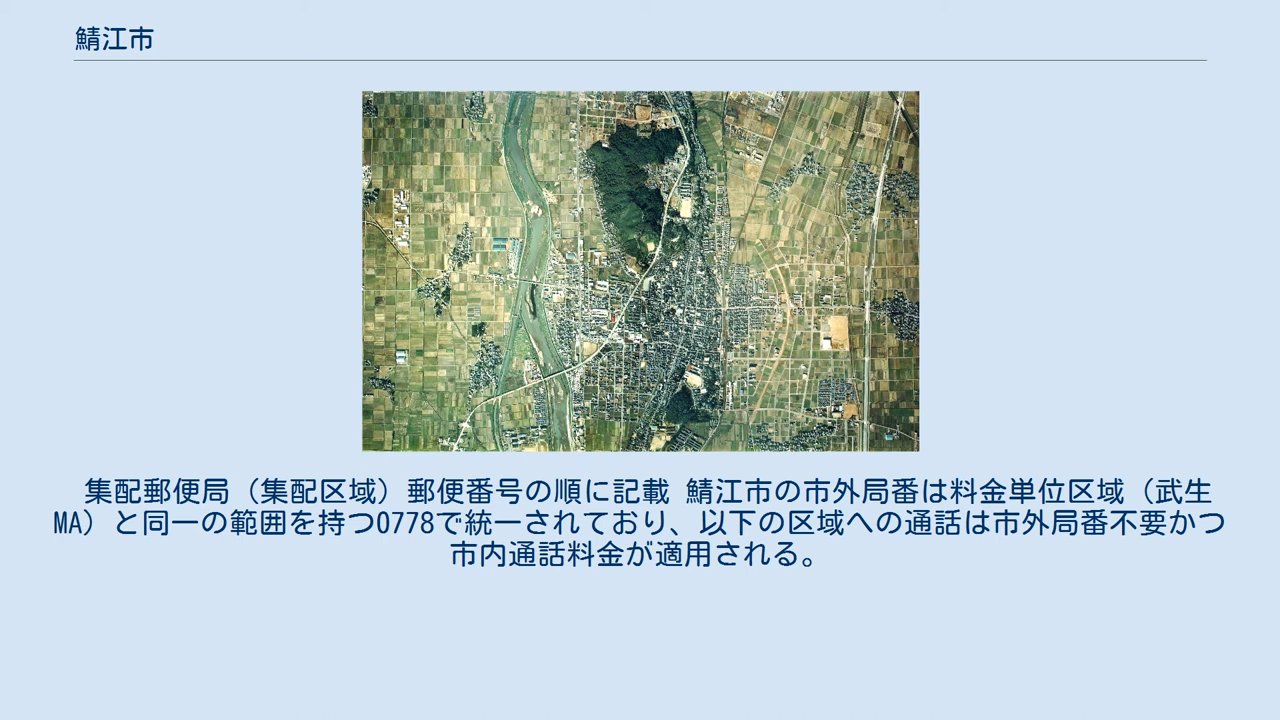 鯖江市
集配郵便局（集配区域）郵便番号の順に記載 鯖江市の市外局番は料金単位区域（武生
MA）と同一の範囲を持つ0778で統一されており、以下の区域への通話は市外局番不要かつ
市内通話料金が適用される。